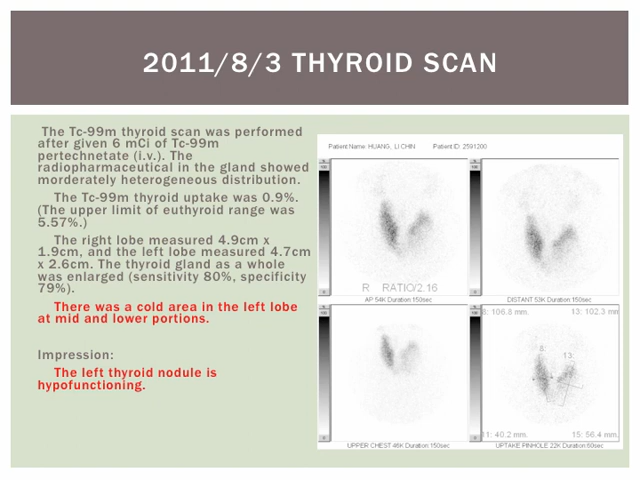 2011/8/3 THYROID SCAN
The Tc-99m thyroid scan was performed
after given 6 mCi of Tc-99m
pertechnetate (i.v.). The
radiopharmaceutical in the gland showed
morderately heterogeneous distribution.
The Tc-99m thyroid uptake was 0.9%.
(The upper limit of euthyroid range was
5.57%.)
The right lobe measured 4.9cm x
1.9cm, and the left lobe measured 4.7cm
x 2.6cm. The thyroid gland as a whole
was enlarged (sensitivity 80%, specificity
79%).
There was a cold area in the left lobe
at mid and lower portions.
Impression:
The left thyroid nodule is
hypofunctioning.
Patient Name: HUANG, LI CHIN Patient ID: 2591200
R RATIO/2.16
AP 54K Duration:150sec
DISTANT 53K Duration:150sec
8: 106.8 mm. 13: 102.3 mm
8: 13:
11: 40.2 mm. 15: 56.4 mm.
UPPER CHEST 46K Duration:150sec
UPTAKE PINHOLE 22K Duration:60sec